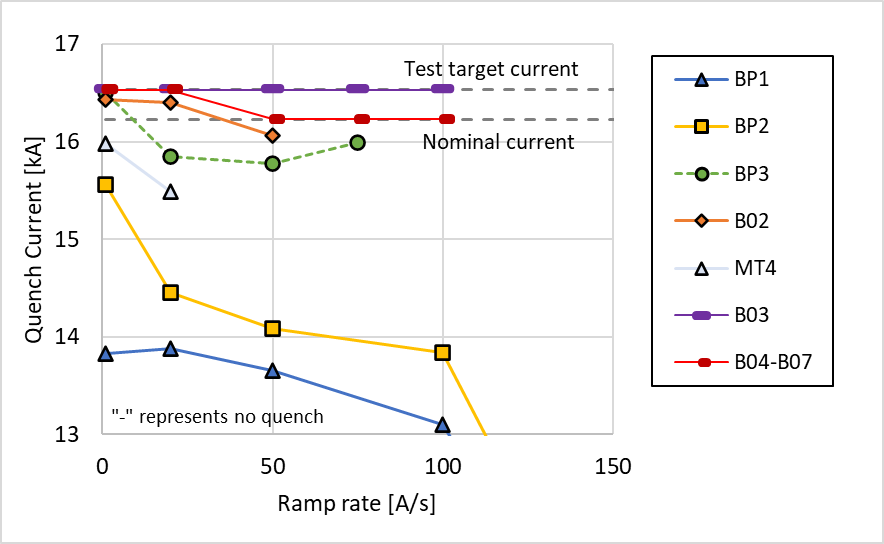 17
16
15
14
13
Quench Current [kA]
Test target current
Nominal current
"-" represents no quench
0
50
100
150
Ramp rate [A/s]
BP1
BP2
BP3
B02
MT4
B03
B04-B07